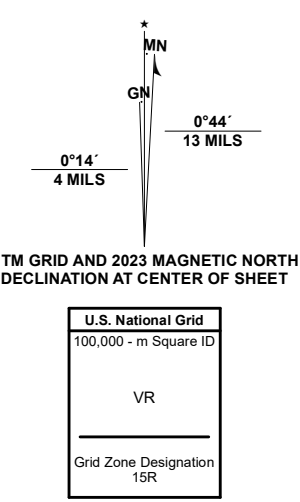 ★
MN
GN
0°44´
13 MILS
0°14´
4 MILS
TM GRID AND 2023 MAGNETIC NORTH
DECLINATION AT CENTER OF SHEET
U.S. National Grid
100,000 - m Square ID
VR
Grid Zone Designation
15R